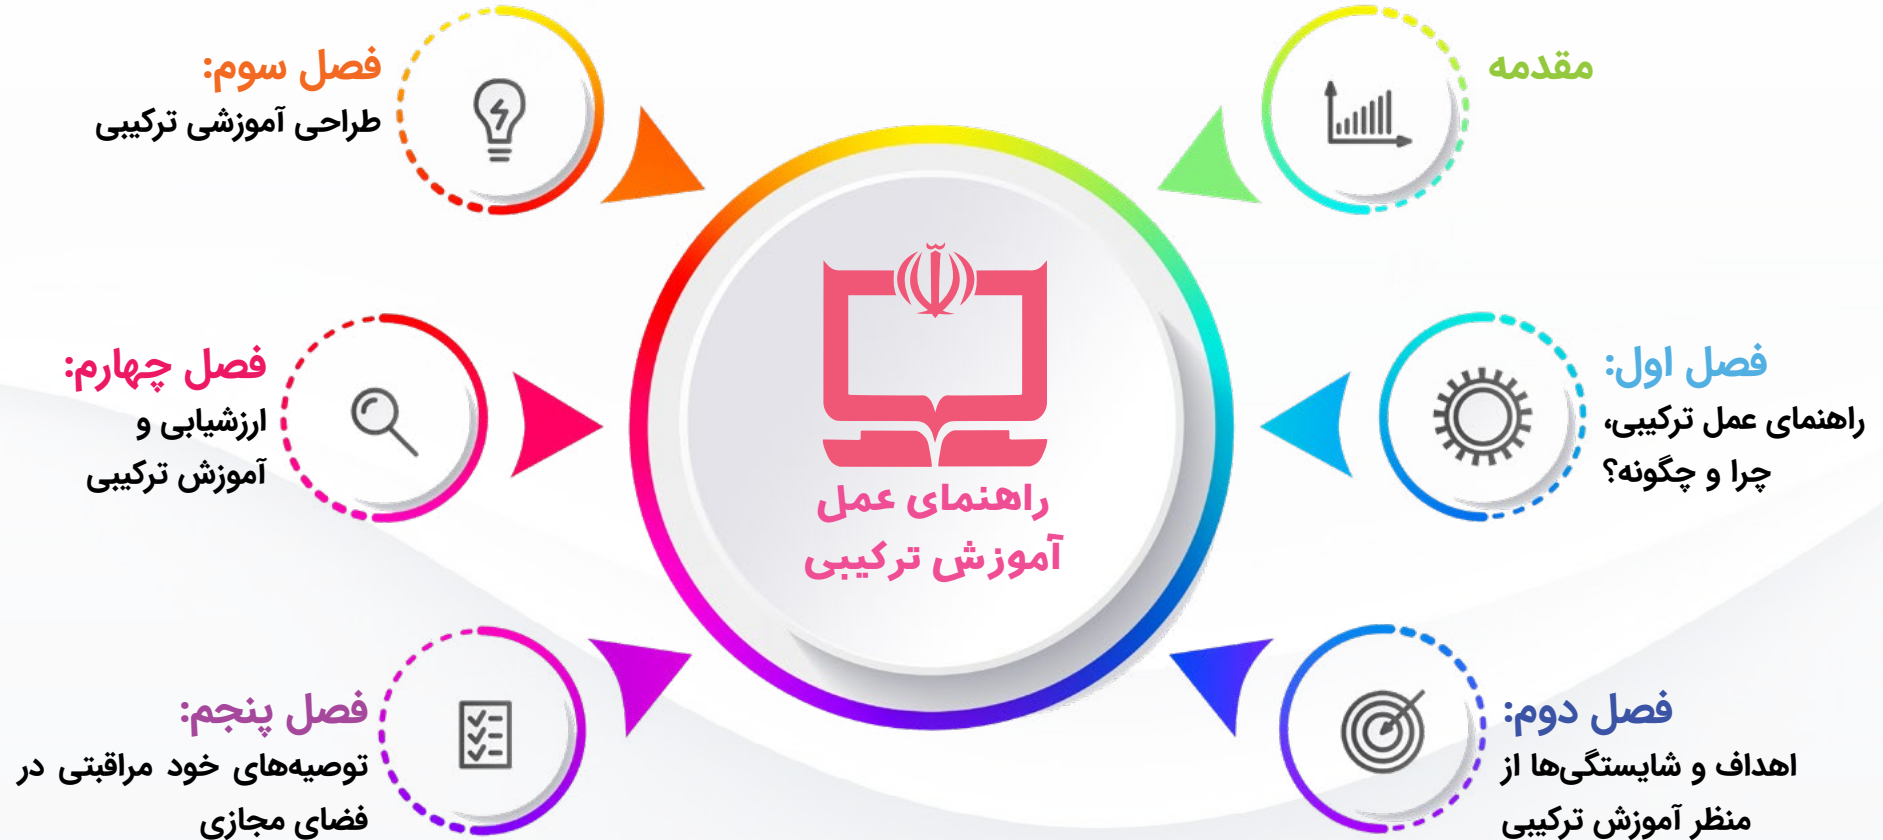 مقدمه
فصل اول:
راهنمای عمل ترکیبی،
چرا و چگونه؟
فصل دوم:
اهداف و شایستگی‌ها از
منظر آموزش ترکیبی
فصل سوم:
طراحی آموزشی ترکیبی
فصل چهارم:
ارزشیابی و
آموزش ترکیبی
فصل پنجم:
توصیه‌های خود مراقبتی در
فضای مجازی
راهنمای عمل
آموزش ترکیبی